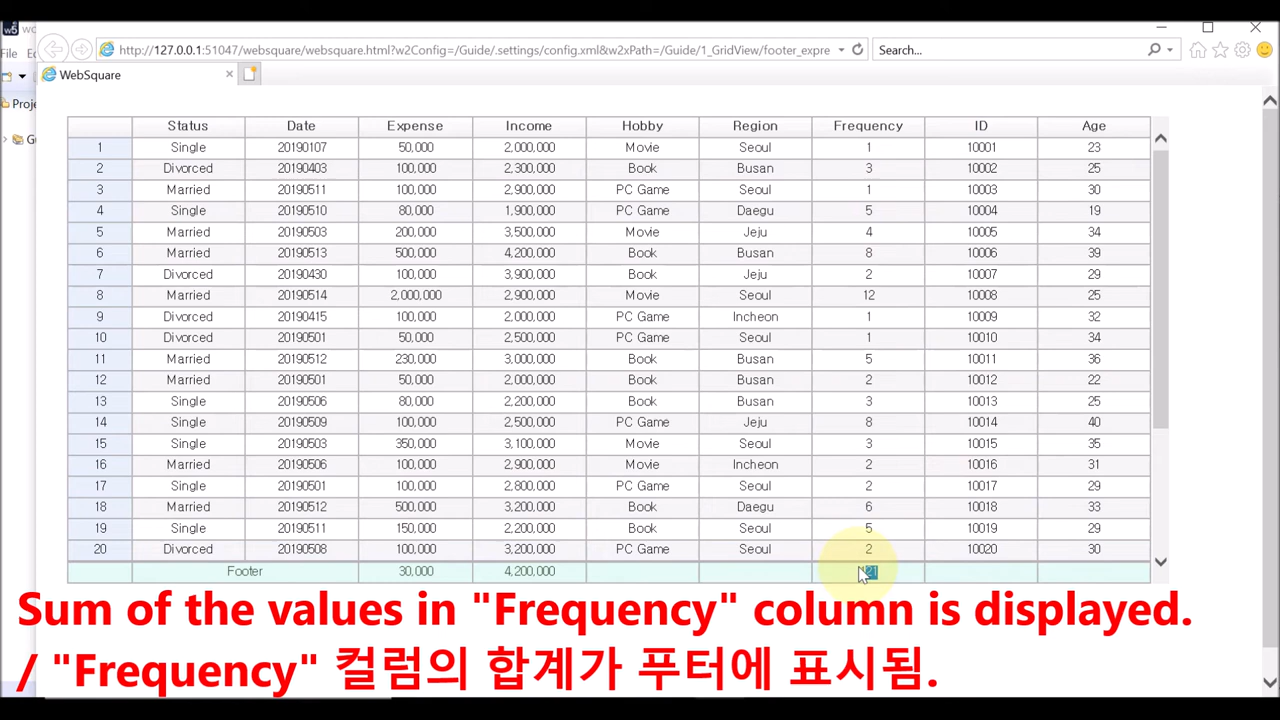 http://127.0.0.1:51047/websquare/websquare.html?w2Config=/Guide/.settings/config.xml&w2xPath=/Guide/1_GridView/footer_expre
Search...
File
WebSquare
Status Date Expense Income Hobby Region Frequency ID Age
1 Single 20190107 50,000 2,000,000 Movie Seoul 1 10001 23
2 Divorced 20190403 100,000 2,300,000 Book Busan 3 10002 25
3 Married 20190511 100,000 2,900,000 PC Game Seoul 1 10003 30
4 Single 20190510 80,000 1,900,000 PC Game Daegu 5 10004 19
5 Married 20190503 200,000 3,500,000 Movie Jeju 4 10005 34
6 Married 20190513 500,000 4,200,000 Book Busan 8 10006 39
7 Divorced 20190430 100,000 3,900,000 Book Jeju 2 10007 29
8 Married 20190514 2,000,000 2,900,000 Movie Seoul 12 10008 25
9 Divorced 20190415 100,000 2,000,000 PC Game Incheon 1 10009 32
10 Divorced 20190501 50,000 2,500,000 PC Game Seoul 1 10010 34
11 Married 20190512 230,000 3,000,000 Book Busan 5 10011 36
12 Married 20190501 50,000 2,000,000 Book Busan 2 10012 22
13 Single 20190506 80,000 2,200,000 Book Busan 3 10013 25
14 Single 20190509 100,000 2,500,000 PC Game Jeju 8 10014 40
15 Single 20190503 350,000 3,100,000 Movie Seoul 3 10015 35
16 Married 20190506 100,000 2,900,000 Movie Incheon 2 10016 31
17 Single 20190501 100,000 2,800,000 PC Game Seoul 2 10017 29
18 Married 20190512 500,000 3,200,000 Book Daegu 6 10018 33
19 Single 20190511 150,000 2,200,000 Book Seoul 5 10019 29
20 Divorced 20190508 100,000 3,200,000 PC Game Seoul 2 10020 30
Footer 30,000 4,200,000
Sum of the values in "Frequency" column is displayed.
/ "Frequency" 컬럼의 합계가 푸터에 표시됨.